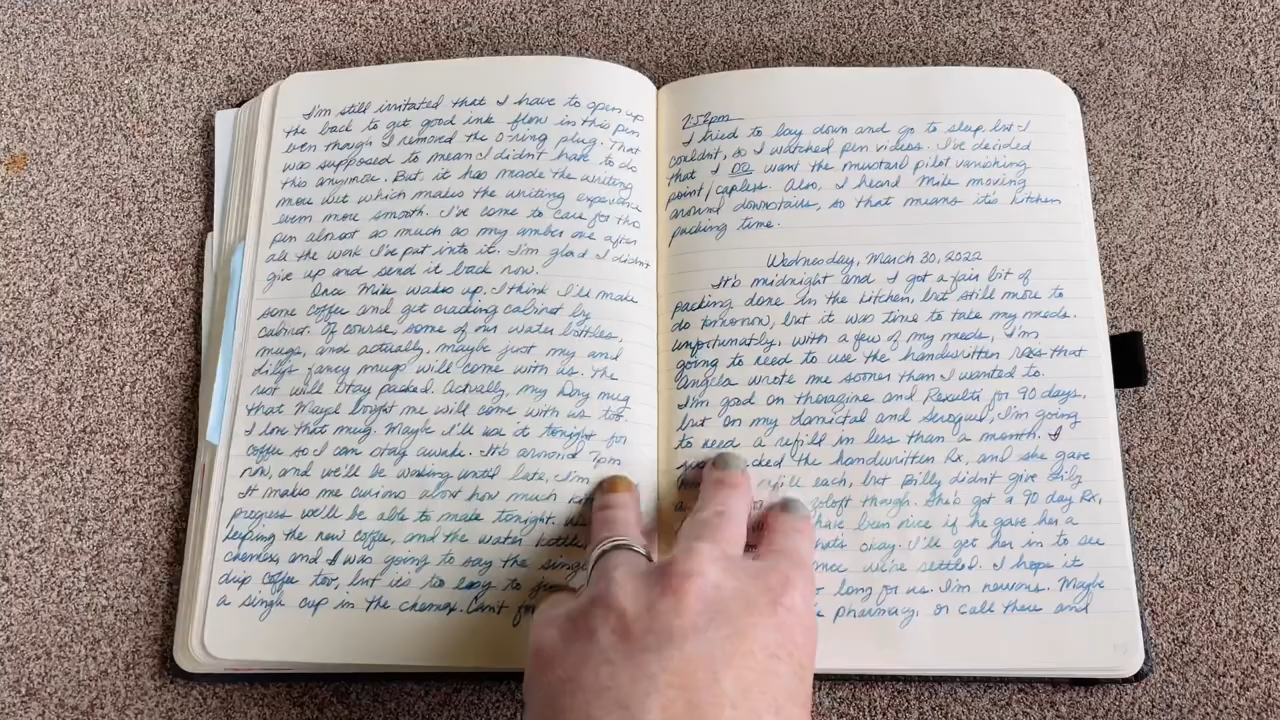 I'm still irritated that I have to open up
the back to get good ink flow in this pen
even though I removed the O-ring plug. That
was supposed to mean I didn't have to do
this anymore. But it has made the writing
more wet which makes the writing experience
even more smooth. I've come to care for this
pen almost as much as my amber one after
all the work I've put into it. I'm glad I didn't
give up and send it back now.
Once Mike wakes up, I think I'll make
some coffee and get cracking cabinet by
cabinet. Of course, some of our water bottles,
mugs, and actually, maybe just my and
dilys fancy mugs will come with us. The
rest will stay packed. Actually, my Dry mug
that Mayb bought me will come with us too.
I love that mug. Maybe I'll use it tonight for
coffee so I can stay awake. It's around 7pm
now, and we'll be working until late, I'm
It makes me curious about how much
progress we'll be able to make tonight.
keeping the new coffee, and the water kettle,
chemex, and I was going to say the single
drip coffee too, but it's too easy to
a single cup in the chemex. Can't
7:52pm
I tried to lay down and go to sleep but I
couldn't, so I watched pen videos. I've decided
that I DO want the mustard pilot vanishing
point/capless. Also, I heard Mike moving
around downstairs, so that means it's kitchen
packing time.
Wednesday, March 30, 2022
It's midnight and I got a fair bit of
packing done in the kitchen, but still more to
do tomorrow, but it was time to take my meds.
Unfortunately, with a few of my meds, I'm
going to need to use the handwritten Rxs that
Angela wrote me sooner than I wanted to.
I'm good on thorazine and Rexulti for 90 days,
but on my lamictal and seroquel, I'm going
to need a refill in less than a month. I
the handwritten Rx, and she gave
refill each, but Billy didn't give Dily
zoloft though. She's got a 90 day Rx,
have been nice if he gave her a
that's okay. I'll get her in to see
once we're settled. I hope it
long for us. I'm nervous. Maybe
pharmacy, or call there and